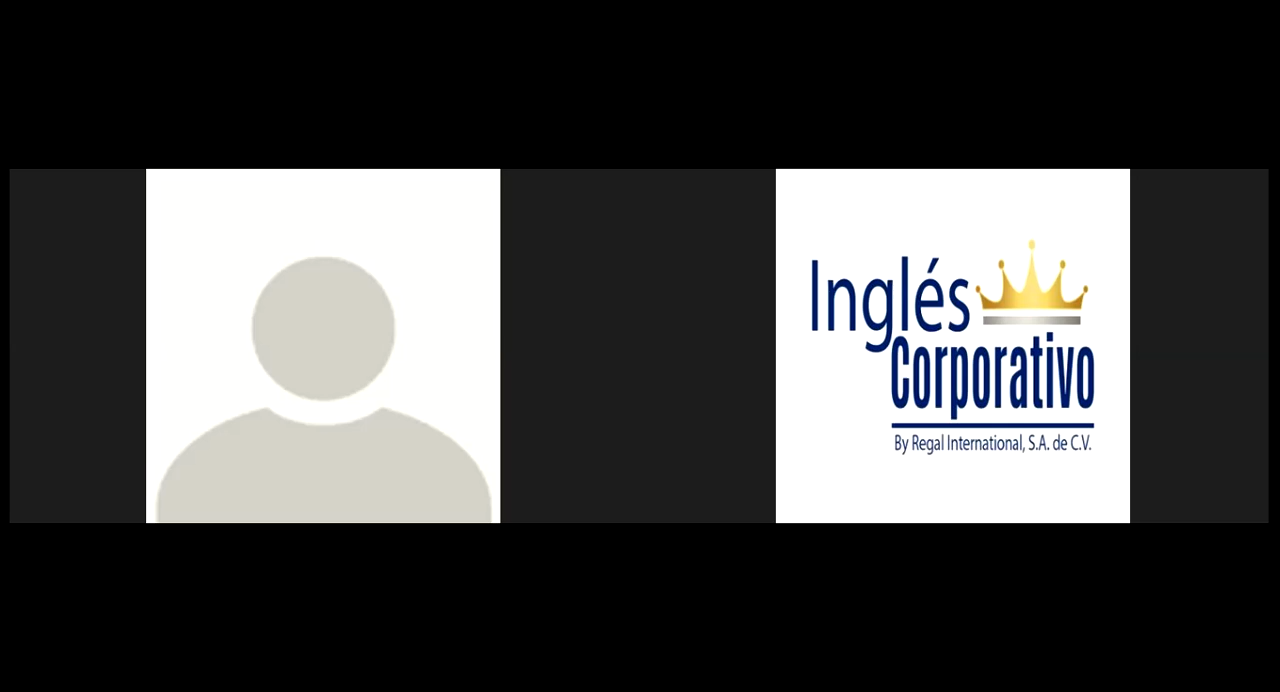 Inglés
Corporativo
By Regal International, S.A. de C.V.